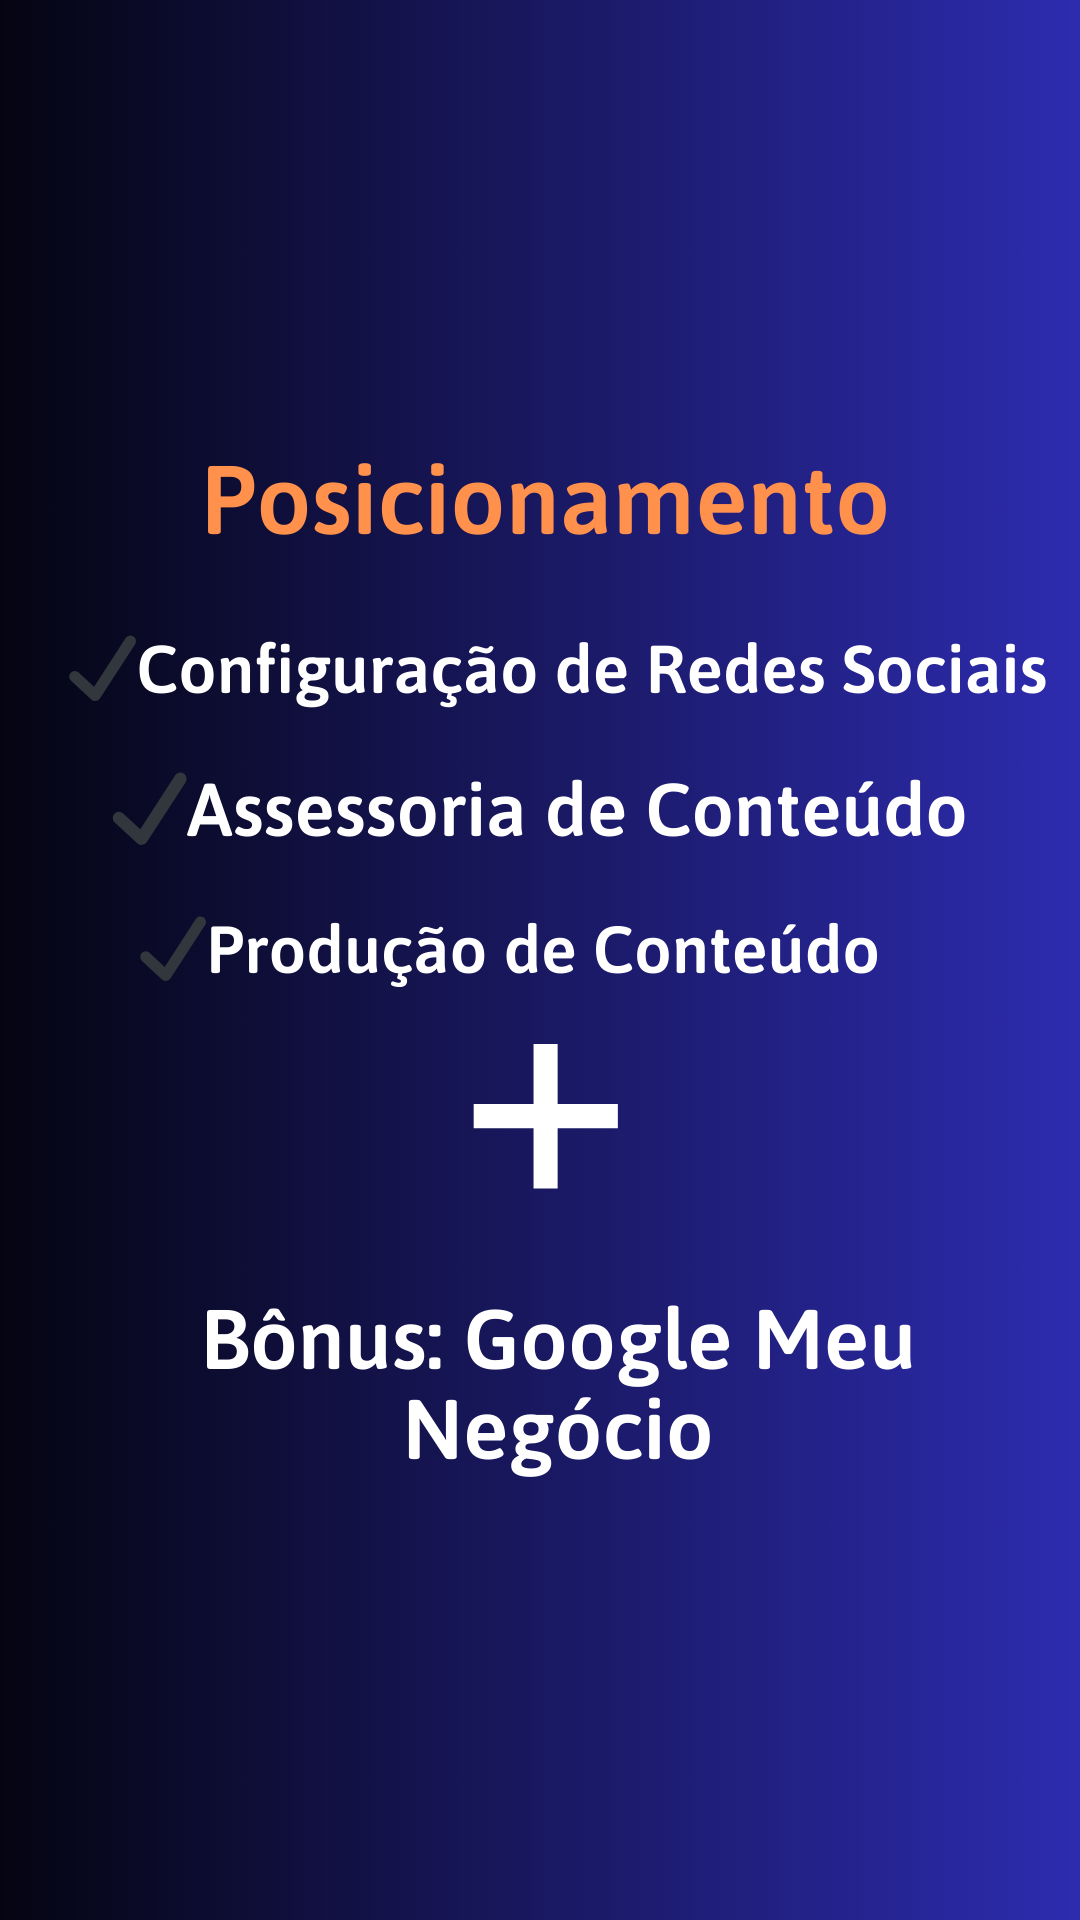 Posicionamento
✔Configuração de Redes Sociais
✔Assessoria de Conteúdo
✔Produção de Conteúdo
+
Bônus: Google Meu
Negócio